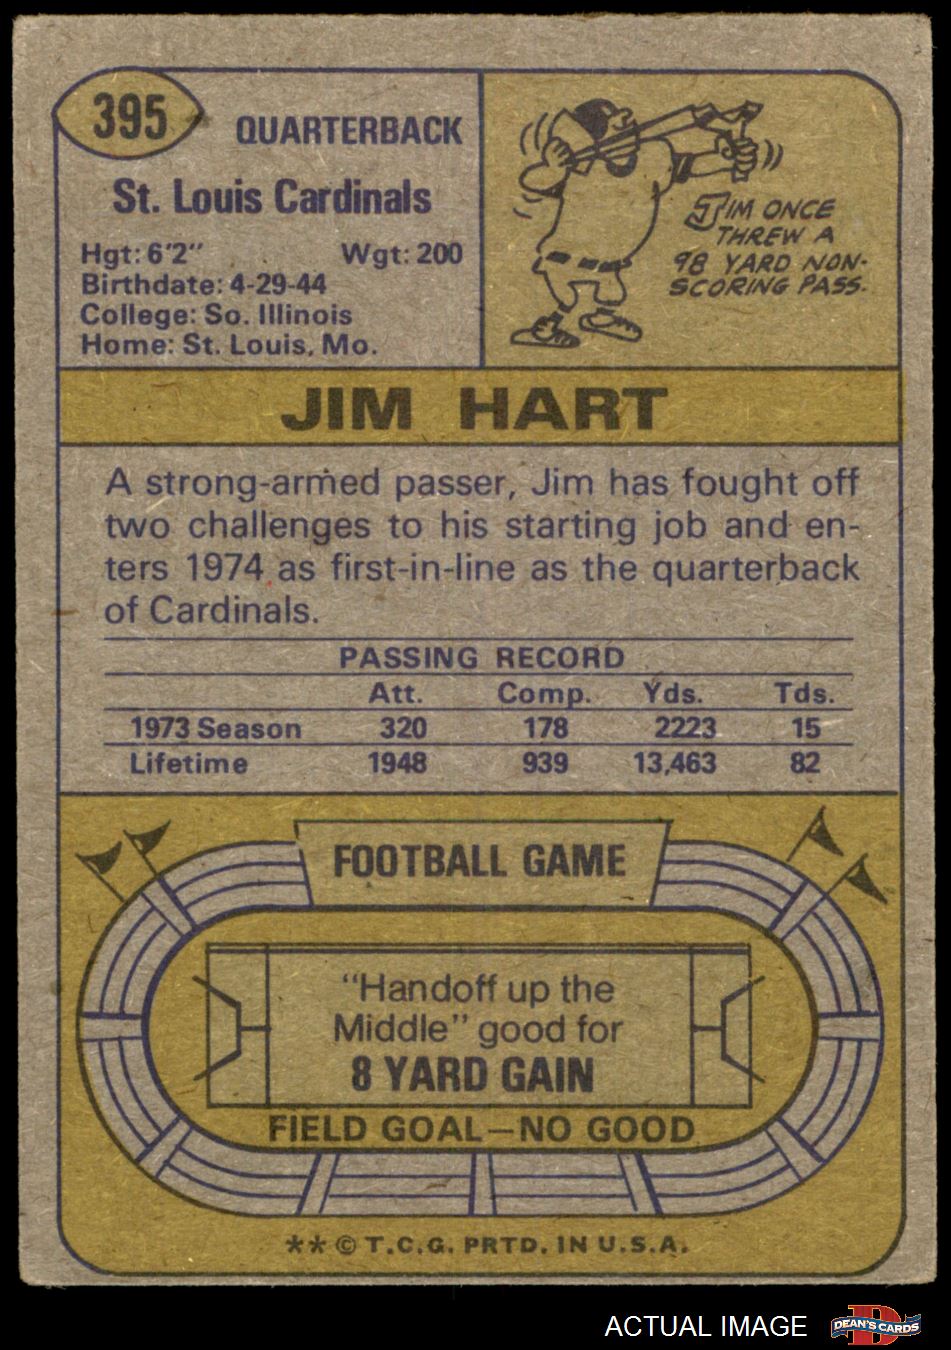 395
QUARTERBACK
St. Louis Cardinals
Hgt: 6'2" Wgt: 200
Birthdate: 4-29-44
College: So. Illinois
Home: St. Louis, Mo.
JIM ONCE
THREW A
98 YARD NON-
SCORING PASS.
JIM HART
A strong-armed passer, Jim has fought off
two challenges to his starting job and en-
ters 1974 as first-in-line as the quarterback
of Cardinals.
PASSING RECORD
Att. Comp. Yds. Tds.
1973 Season 320 178 2223 15
Lifetime 1948 939 13,463 82
FOOTBALL GAME
"Handoff up the
Middle" good for
8 YARD GAIN
FIELD GOAL—NO GOOD
** © T.C.G. PRTD. IN U.S.A.
ACTUAL IMAGE
D
DEAN'S CARDS